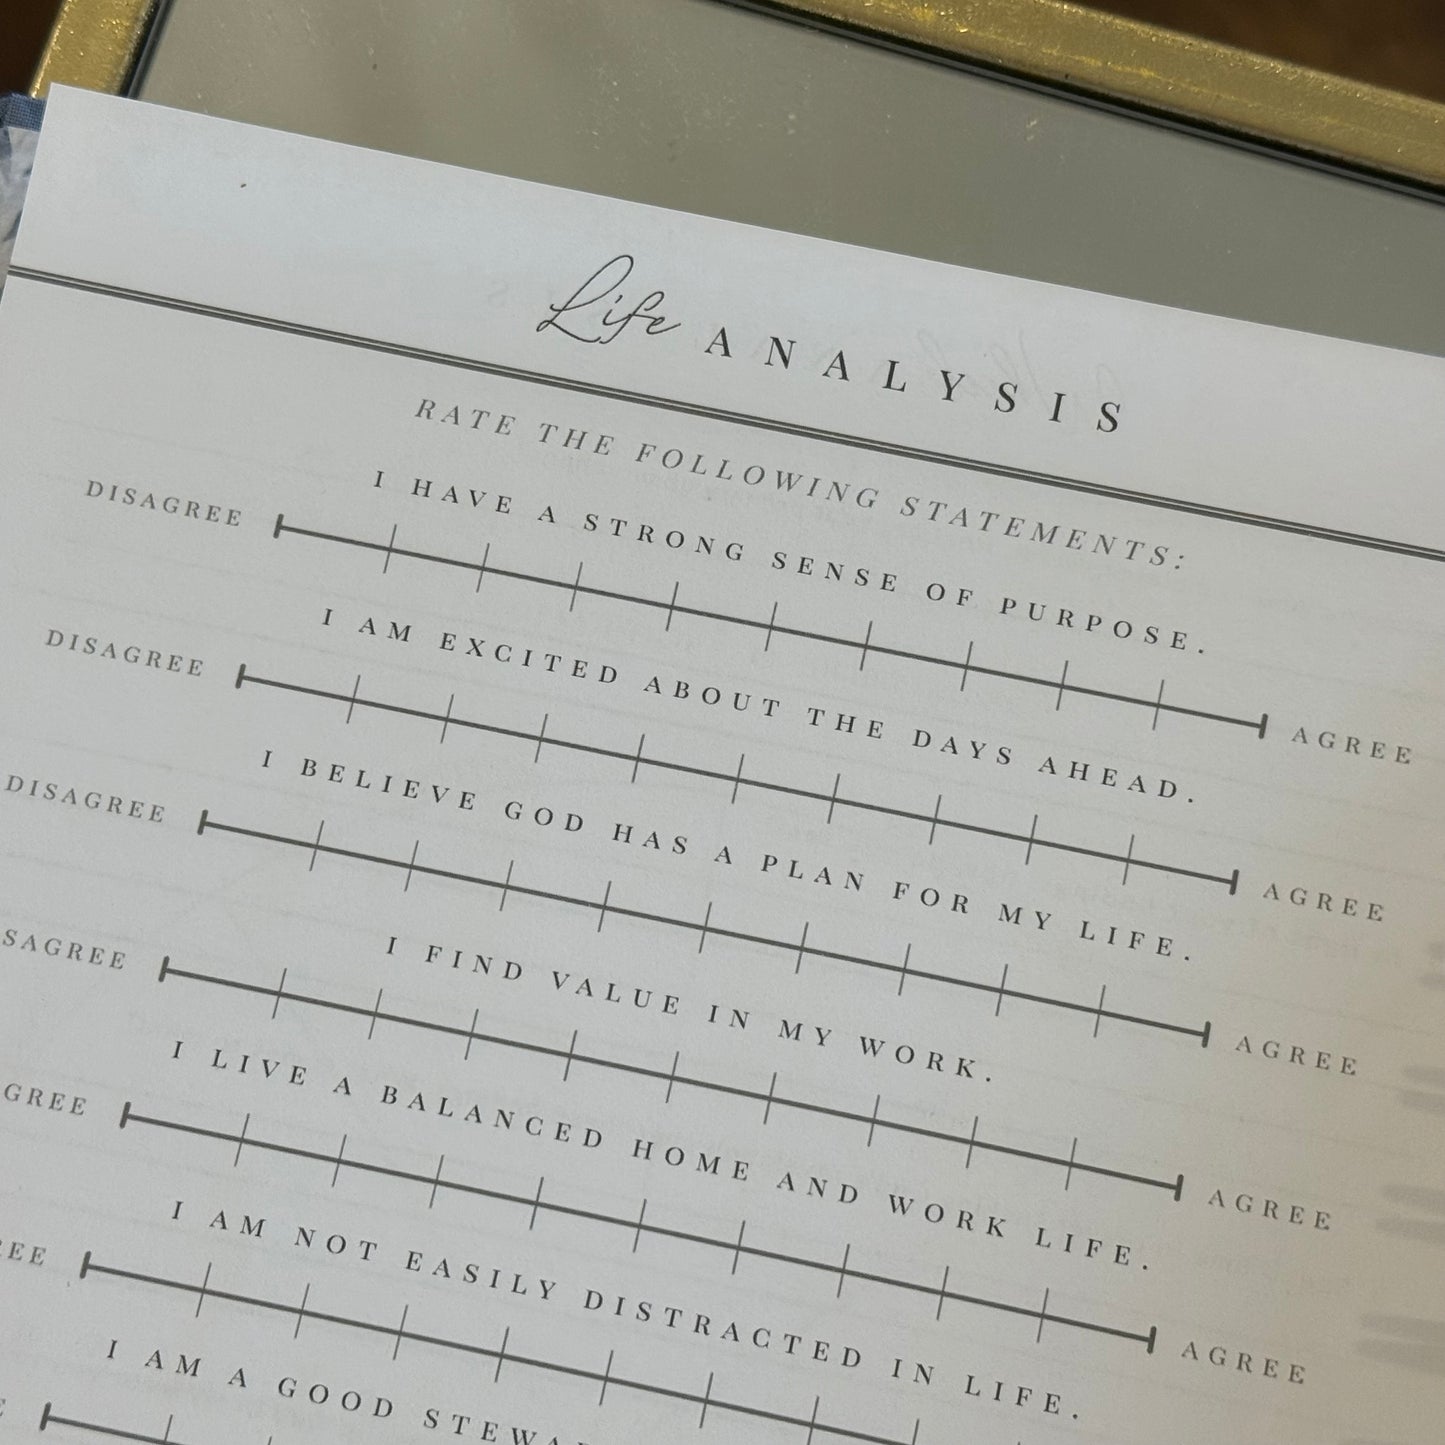 Life ANALYSIS
RATE THE FOLLOWING STATEMENTS:
I HAVE A STRONG SENSE OF PURPOSE.
DISAGREE AGREE
I AM EXCITED ABOUT THE DAYS AHEAD.
DISAGREE AGREE
I BELIEVE GOD HAS A PLAN FOR MY LIFE.
DISAGREE AGREE
I FIND VALUE IN MY WORK.
SAGREE AGREE
I LIVE A BALANCED HOME AND WORK LIFE.
GREE AGREE
I AM NOT EASILY DISTRACTED IN LIFE.
EE
I AM A GOOD